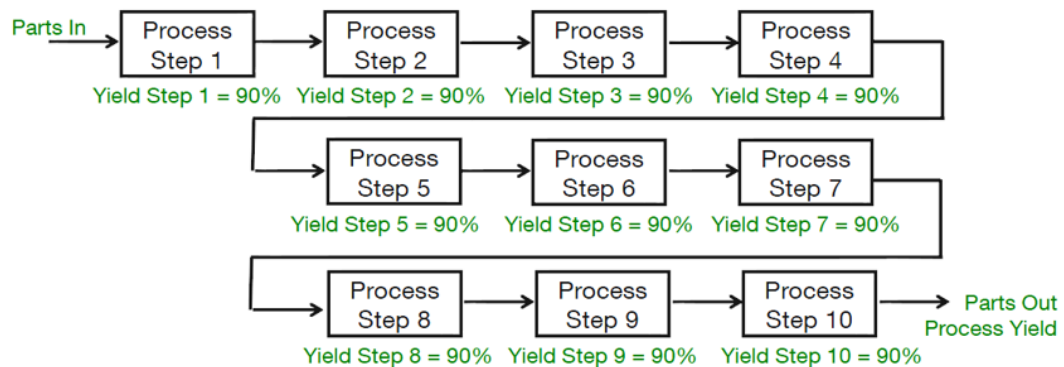 Parts In
Process
Step 1
Process
Step 2
Process
Step 3
Process
Step 4
Yield Step 1 = 90%
Yield Step 2 = 90%
Yield Step 3 = 90%
Yield Step 4 = 90%
Process
Step 5
Process
Step 6
Process
Step 7
Yield Step 5 = 90%
Yield Step 6 = 90%
Yield Step 7 = 90%
Process
Step 8
Process
Step 9
Process
Step 10
Parts Out
Process Yield
Yield Step 8 = 90%
Yield Step 9 = 90%
Yield Step 10 = 90%